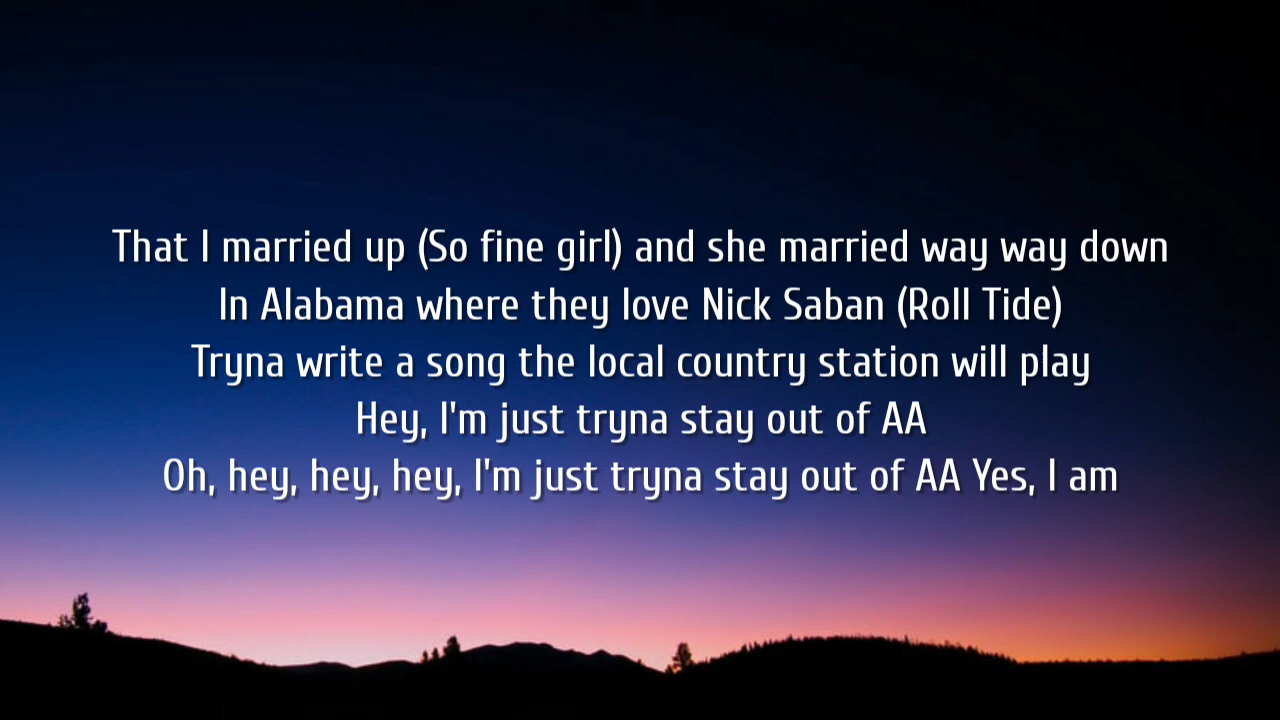 That I married up (So fine girl) and she married way way down
In Alabama where they love Nick Saban (Roll Tide)
Tryna write a song the local country station will play
Hey, I'm just tryna stay out of AA
Oh, hey, hey, hey, I'm just tryna stay out of AA Yes, I am